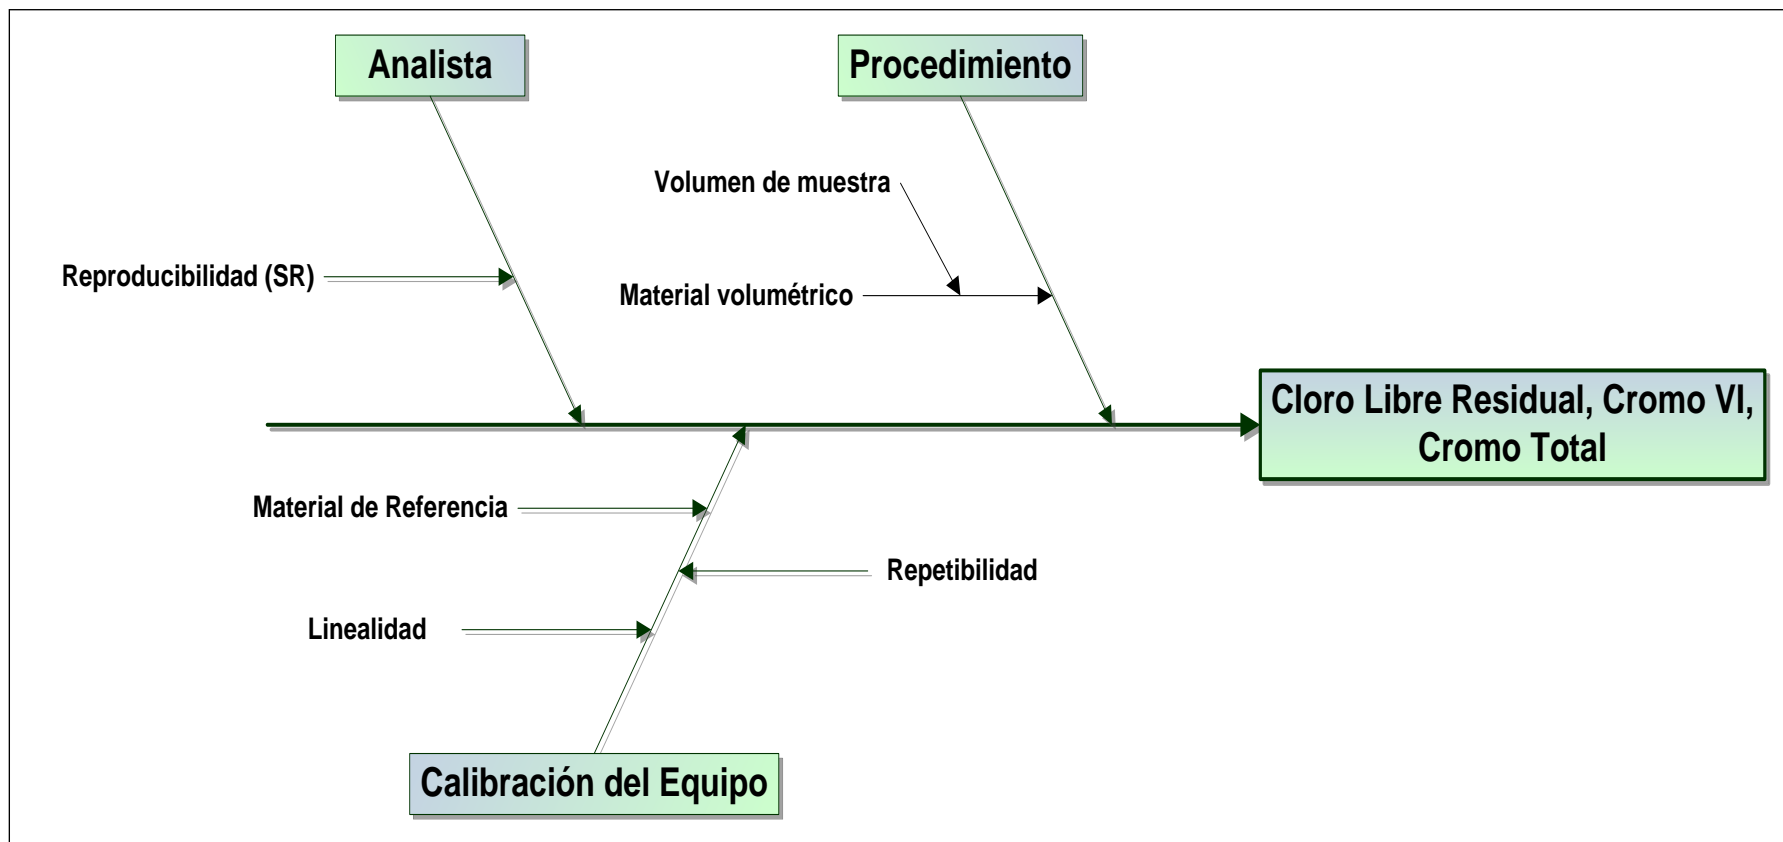 Analista
Procedimiento
Volumen de muestra
Reproducibilidad (SR)
Material volumétrico
Cloro Libre Residual, Cromo VI,
Cromo Total
Material de Referencia
Repetibilidad
Linealidad
Calibración del Equipo